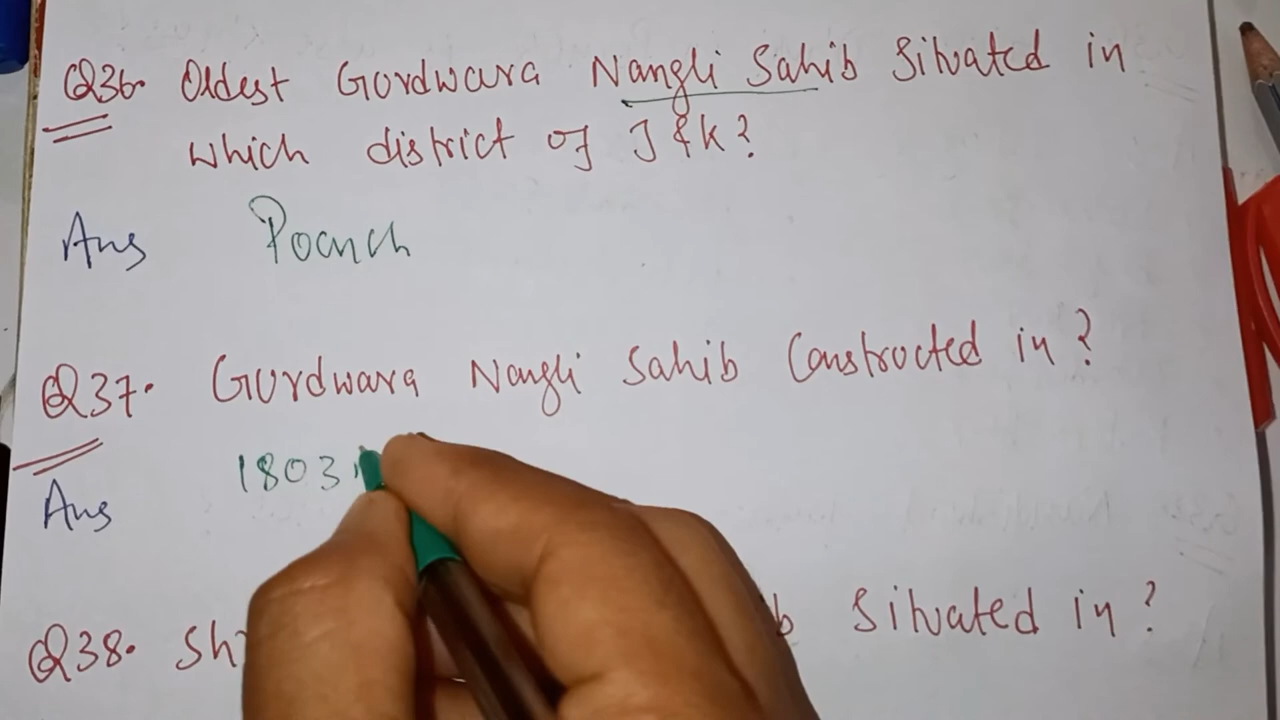 Q36. Oldest Gurdwara Nangli Sahib Situated in
which district of J&K?
Ans Poonch
Q37. Gurdwara Nangli Sahib Constructed in?
Ans 1803
Q38. Sh Situated in?